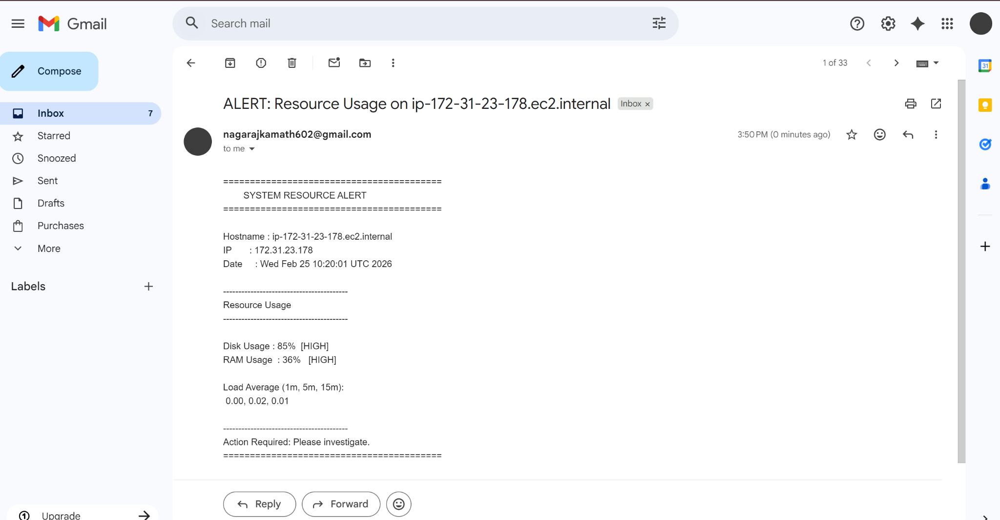 Gmail
Search mail
Compose
1 of 33
31
ALERT: Resource Usage on ip-172-31-23-178.ec2.internal Inbox ×
Inbox 7
Starred
Snoozed
Sent
Drafts
Purchases
More
Labels
Upgrade
nagarajkamath602@gmail.com
3:50 PM (0 minutes ago)
to me
=========================================
SYSTEM RESOURCE ALERT
=========================================
Hostname : ip-172-31-23-178.ec2.internal
IP : 172.31.23.178
Date : Wed Feb 25 10:20:01 UTC 2026
-----------------------------------------
Resource Usage
-----------------------------------------
Disk Usage : 85% [HIGH]
RAM Usage : 36% [HIGH]
Load Average (1m, 5m, 15m):
0.00, 0.02, 0.01
-----------------------------------------
Action Required: Please investigate.
=========================================
Reply
Forward